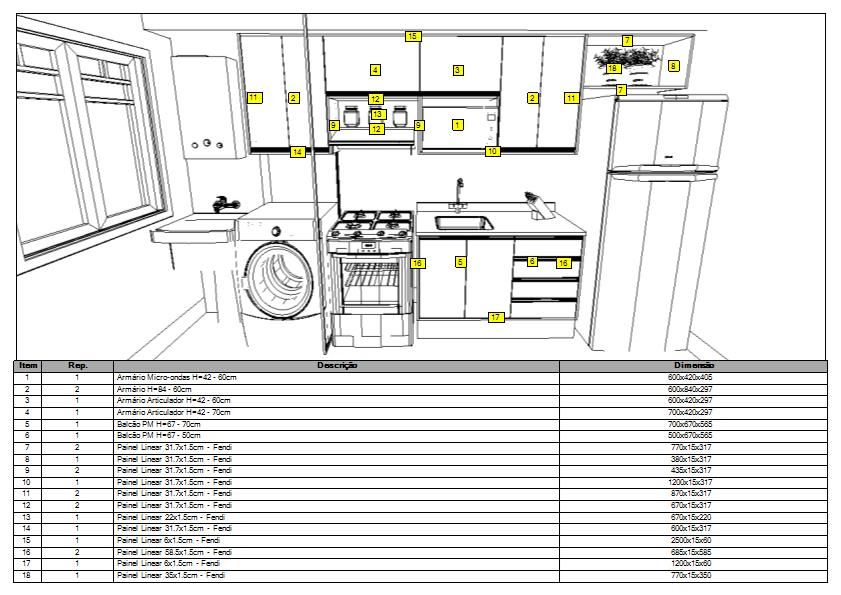 15
7
18
8
4
3
7
11
2
12
2
11
13
9
12
9
1
14
10
16
5
6
16
17
Item Rep. Descrição Dimensão
1 1 Armário Micro-ondas H=42 - 60cm 600x420x405
2 2 Armário H=84 - 60cm 600x840x297
3 1 Armário Articulador H=42 - 60cm 600x420x297
4 1 Armário Articulador H=42 - 70cm 700x420x297
5 1 Balcão PM H=67 - 70cm 700x670x565
6 1 Balcão PM H=67 - 50cm 500x670x565
7 2 Painel Linear 31.7x1.5cm - Fendi 770x15x317
8 1 Painel Linear 31.7x1.5cm - Fendi 380x15x317
9 2 Painel Linear 31.7x1.5cm - Fendi 435x15x317
10 1 Painel Linear 31.7x1.5cm - Fendi 1200x15x317
11 2 Painel Linear 31.7x1.5cm - Fendi 870x15x317
12 2 Painel Linear 31.7x1.5cm - Fendi 670x15x317
13 1 Painel Linear 22x1.5cm - Fendi 670x15x220
14 1 Painel Linear 31.7x1.5cm - Fendi 600x15x317
15 1 Painel Linear 6x1.5cm - Fendi 2500x15x60
16 2 Painel Linear 58.5x1.5cm - Fendi 685x15x585
17 1 Painel Linear 6x1.5cm - Fendi 1200x15x60
18 1 Painel Linear 35x1.5cm - Fendi 770x15x350